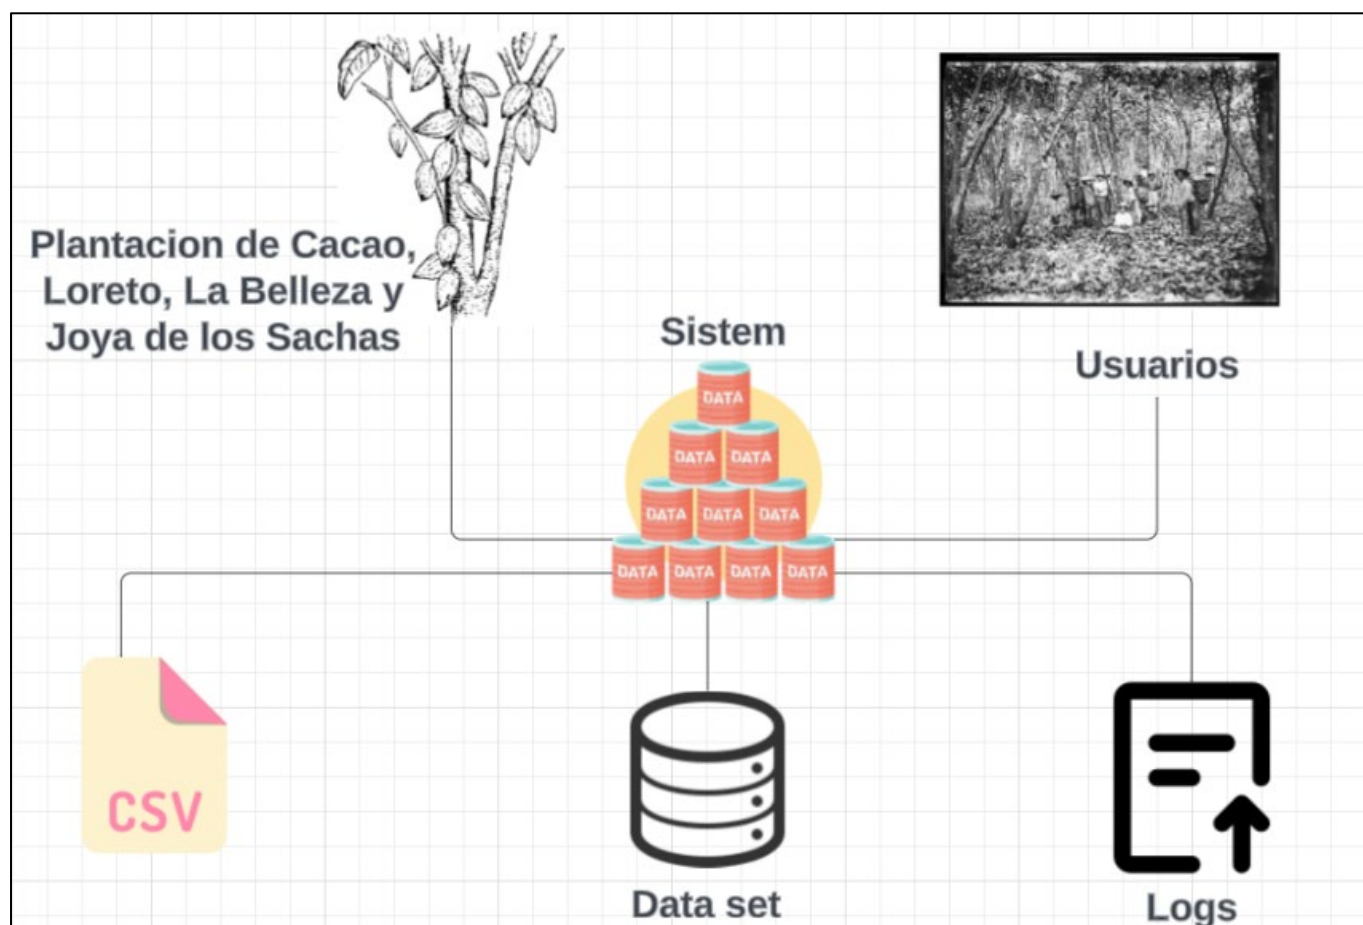 Plantacion de Cacao,
Loreto, La Belleza y
Joya de los Sachas
Sistem
Usuarios
DATA
DATA DATA
DATA DATA DATA
DATA DATA DATA DATA
CSV
Data set
Logs